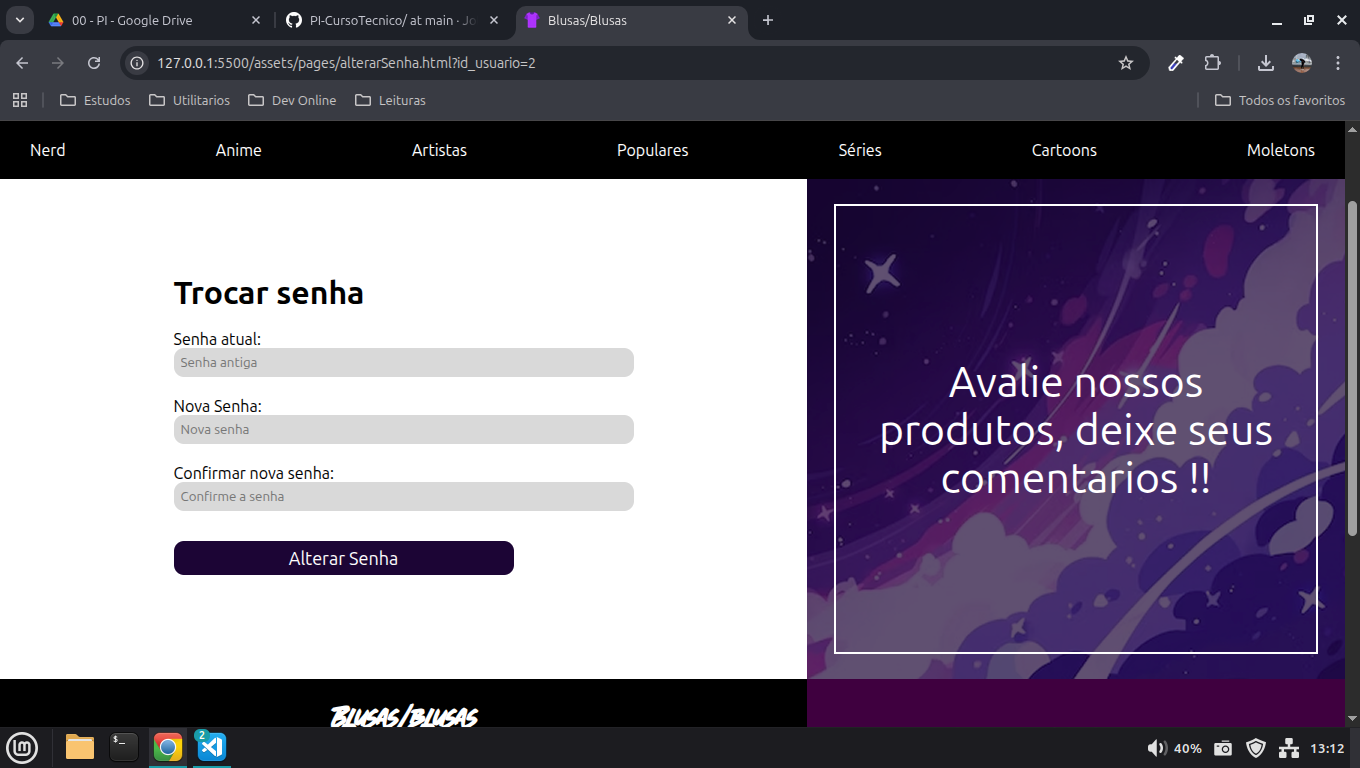 00 - PI - Google Drive
PI-CursoTecnico/ at main · Jo
Blusas/Blusas
127.0.0.1:5500/assets/pages/alterarSenha.html?id_usuario=2
Estudos
Utilitarios
Dev Online
Leituras
Todos os favoritos
Nerd
Anime
Artistas
Populares
Séries
Cartoons
Moletons
Trocar senha
Senha atual:
Senha antiga
Nova Senha:
Nova senha
Confirmar nova senha:
Confirme a senha
Alterar Senha
Avalie nossos
produtos, deixe seus
comentarios !!
Blusas/blusas
2
40%
13:12